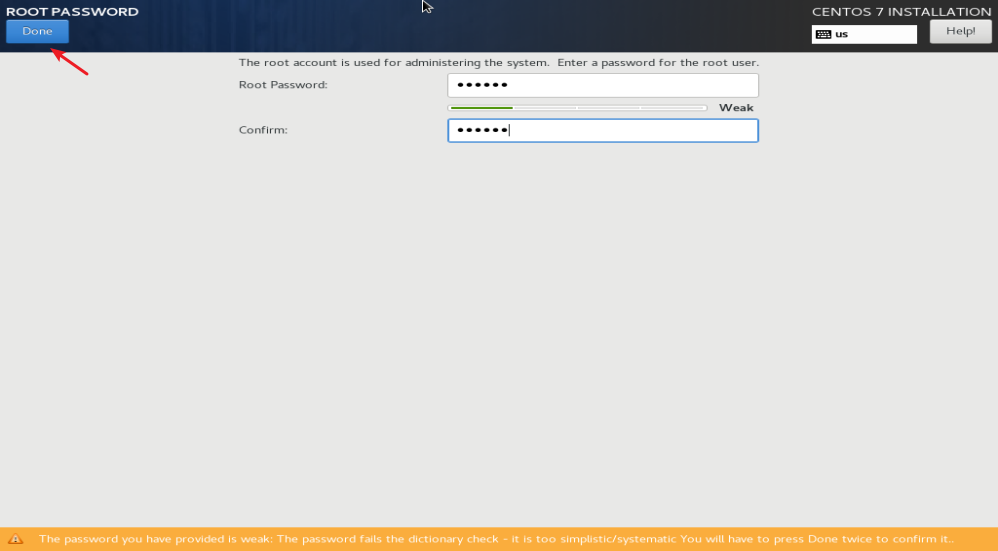 ROOT PASSWORD
CENTOS 7 INSTALLATION
Done
us
Help!
The root account is used for administering the system.  Enter a password for the root user.
Root Password:
••••••
Weak
Confirm:
••••••
The password you have provided is weak: The password fails the dictionary check - it is too simplistic/systematic You will have to press Done twice to confirm it..